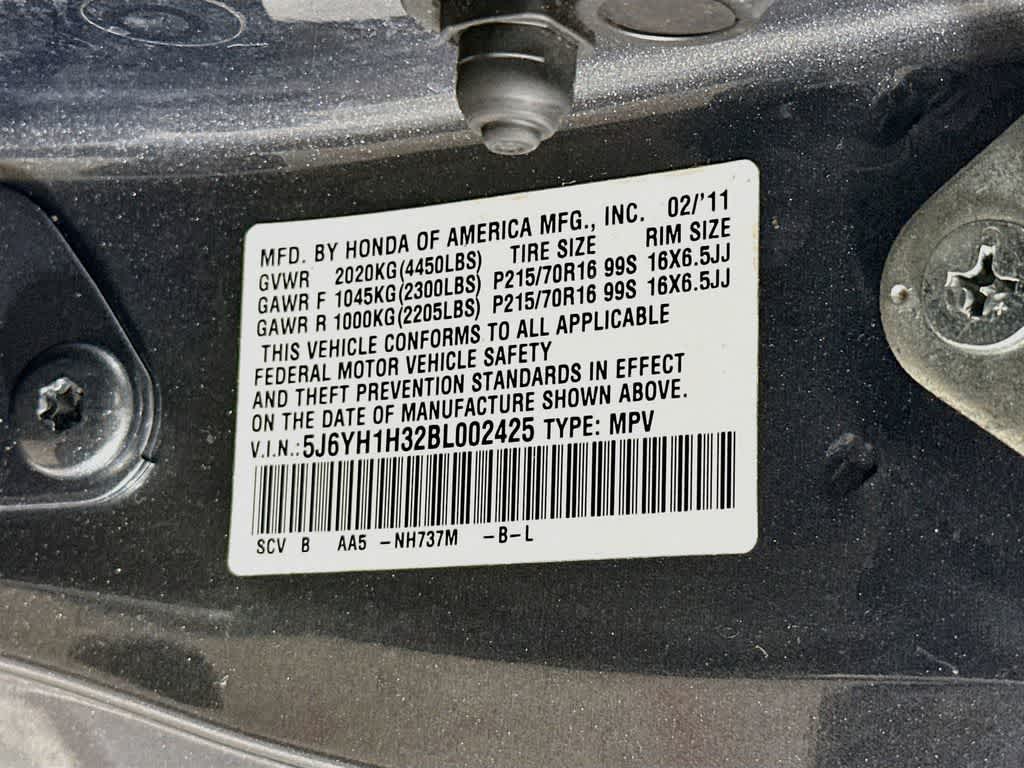 MFD. BY HONDA OF AMERICA MFG., INC. 02/'11
GVWR 2020KG(4450LBS) TIRE SIZE RIM SIZE
GAWR F 1045KG(2300LBS) P215/70R16 99S 16X6.5JJ
GAWR R 1000KG(2205LBS) P215/70R16 99S 16X6.5JJ
THIS VEHICLE CONFORMS TO ALL APPLICABLE
FEDERAL MOTOR VEHICLE SAFETY
AND THEFT PREVENTION STANDARDS IN EFFECT
ON THE DATE OF MANUFACTURE SHOWN ABOVE.
V.I.N.:5J6YH1H32BL002425 TYPE: MPV
SCV B AA5 -NH737M -B-L